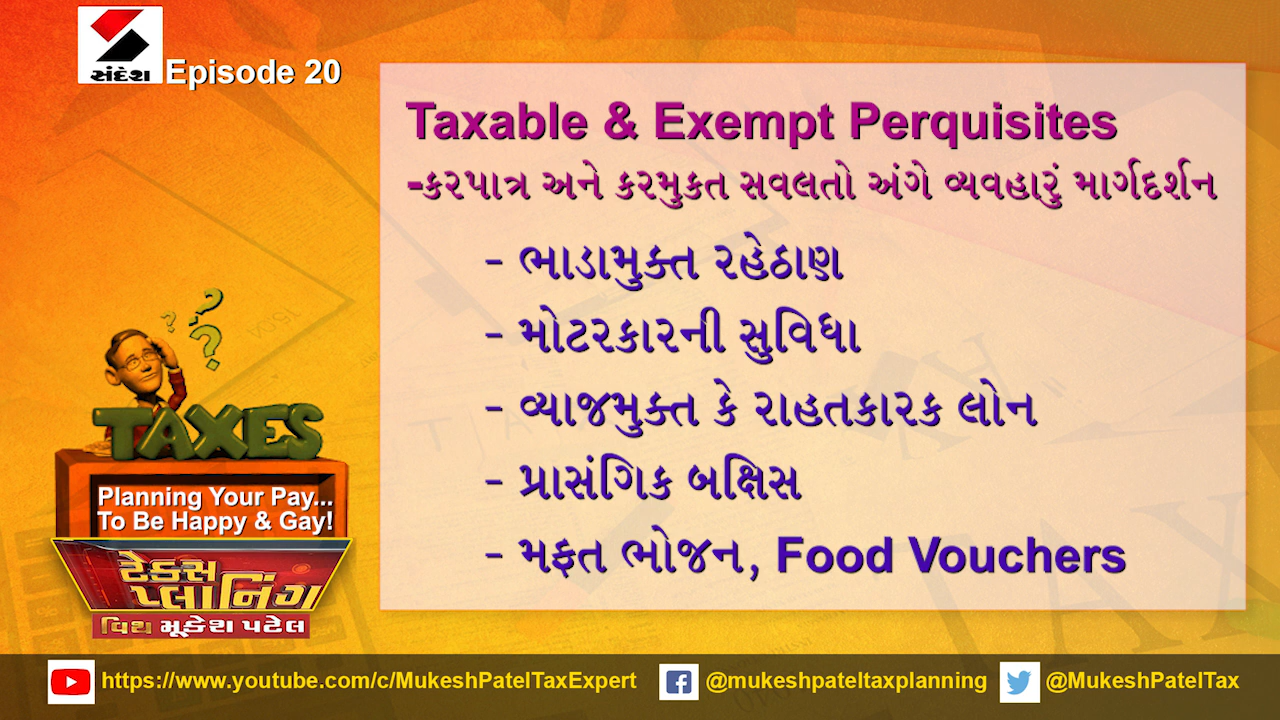 સંદેશ
Episode 20
Taxable & Exempt Perquisites
-કરપાત્ર અને કરમુકત સવલતો અંગે વ્યવહારું માર્ગદર્શન
- ભાડામુક્ત રહેઠાણ
- મોટરકારની સુવિધા
- વ્યાજમુક્ત કે રાહતકારક લોન
- પ્રાસંગિક બક્ષિસ
- મફત ભોજન, Food Vouchers
TAXES
Planning Your Pay...
To Be Happy & Gay!
ટેકસ
પ્લાનિંગ
વિથ મૂકેશ પટેલ
https://www.youtube.com/c/MukeshPatelTaxExpert
@mukeshpateltaxplanning
@MukeshPatelTax